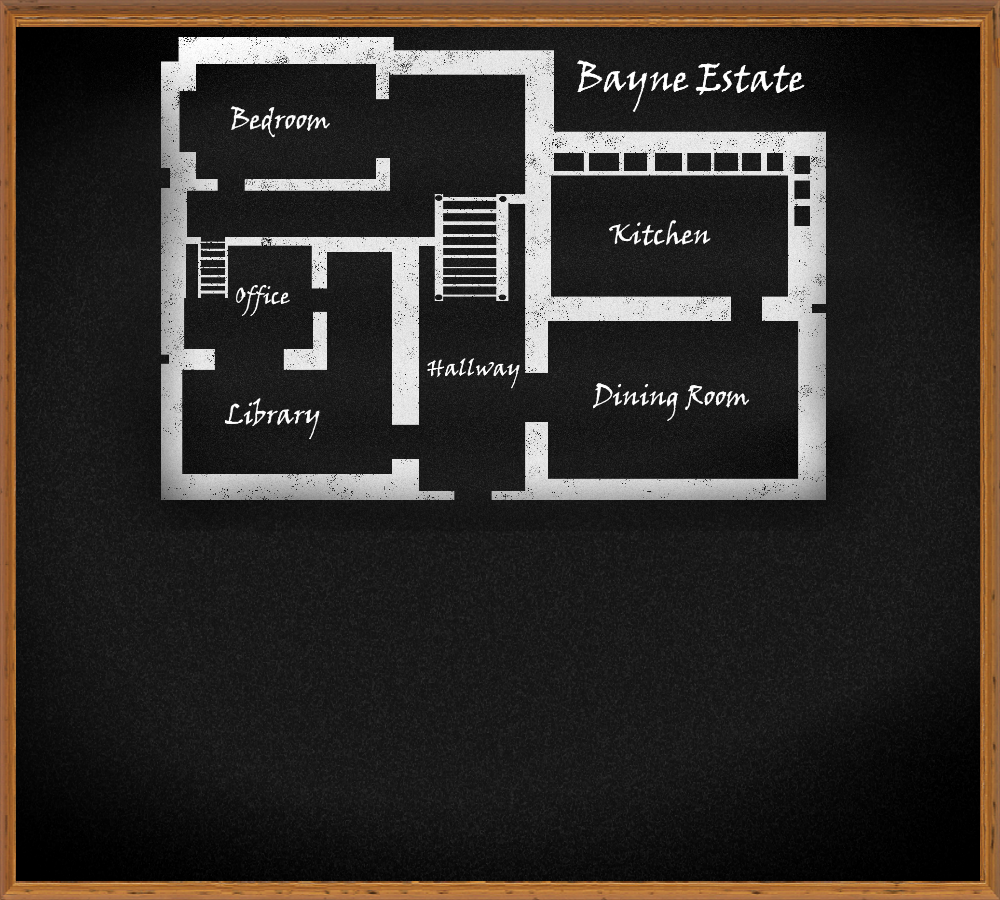 Bayne Estate
Bedroom
Kitchen
Office
Hallway
Dining Room
Library